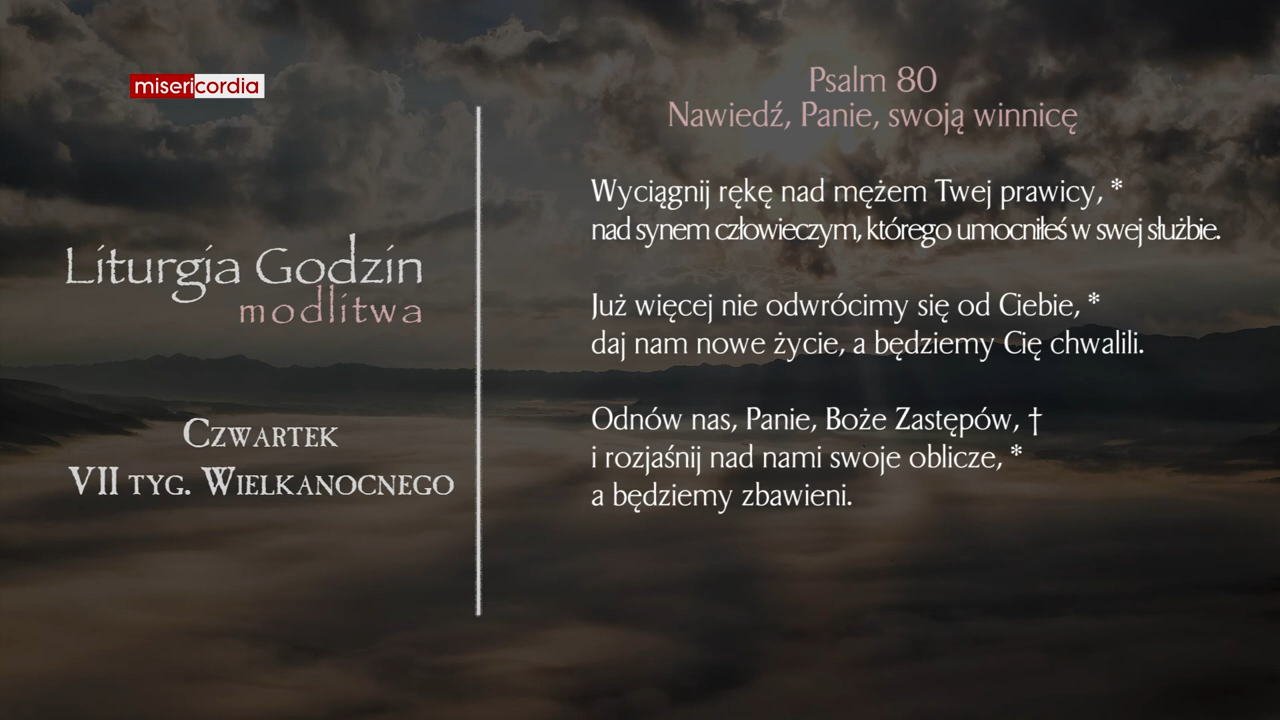 misericordia
Liturgia Godzin
modlitwa
Czwartek
VII tyg. Wielkanocnego
Psalm 80
Nawiedź, Panie, swoją winnicę
Wyciągnij rękę nad mężem Twej prawicy, *
nad synem człowieczym, którego umocniłeś w swej służbie.
Już więcej nie odwrócimy się od Ciebie, *
daj nam nowe życie, a będziemy Cię chwalili.
Odnów nas, Panie, Boże Zastępów, †
i rozjaśnij nad nami swoje oblicze, *
a będziemy zbawieni.